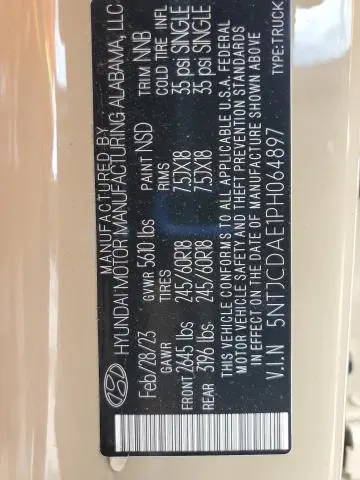 MANUFACTURED BY
HYUNDAI MOTOR MANUFACTURING ALABAMA, LLC
Feb/28/23 GVWR 5610 lbs PAINT NSD TRIM NNB
GAWR TIRES RIMS COLD TIRE INFL
FRONT 2645 lbs 245/60R18 7.5JX18 35 psi SINGLE
REAR 3196 lbs 245/60R18 7.5JX18 35 psi SINGLE
THIS VEHICLE CONFORMS TO ALL APPLICABLE U.S.A. FEDERAL
MOTOR VEHICLE SAFETY AND THEFT PREVENTION STANDARDS
IN EFFECT ON THE DATE OF MANUFACTURE SHOWN ABOVE
V.I.N 5NTJCDAE1PH064897 TYPE:TRUCK